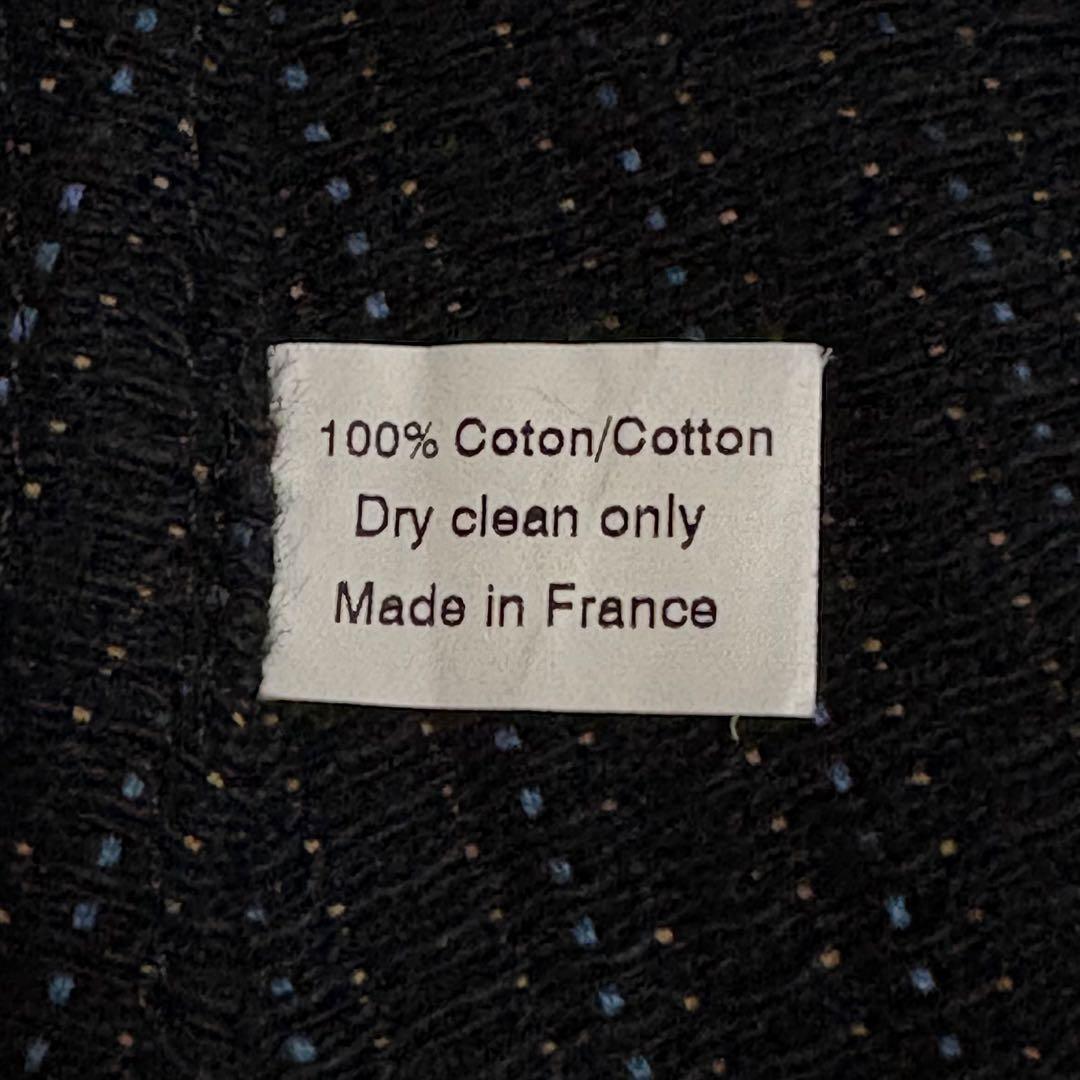 100% Coton/Cotton
Dry clean only
Made in France